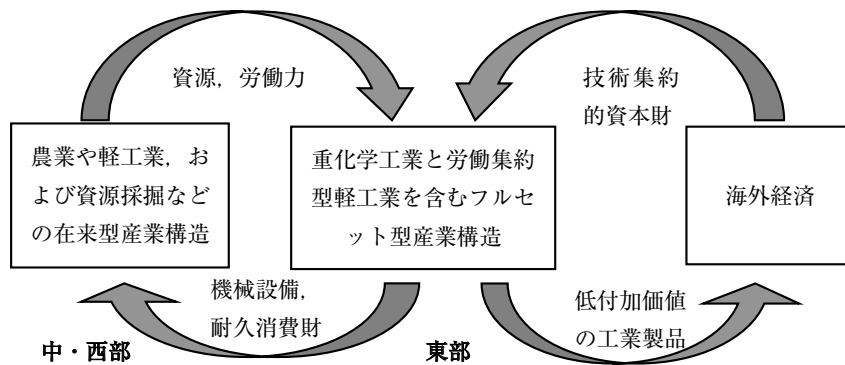 資源，労働力
技術集約
的資本財
農業や軽工業，お
よび資源採掘など
の在来型産業構造
重化学工業と労働集約
型軽工業を含むフルセ
ット型産業構造
海外経済
機械設備，
耐久消費財
低付加価値
の工業製品
中・西部
東部